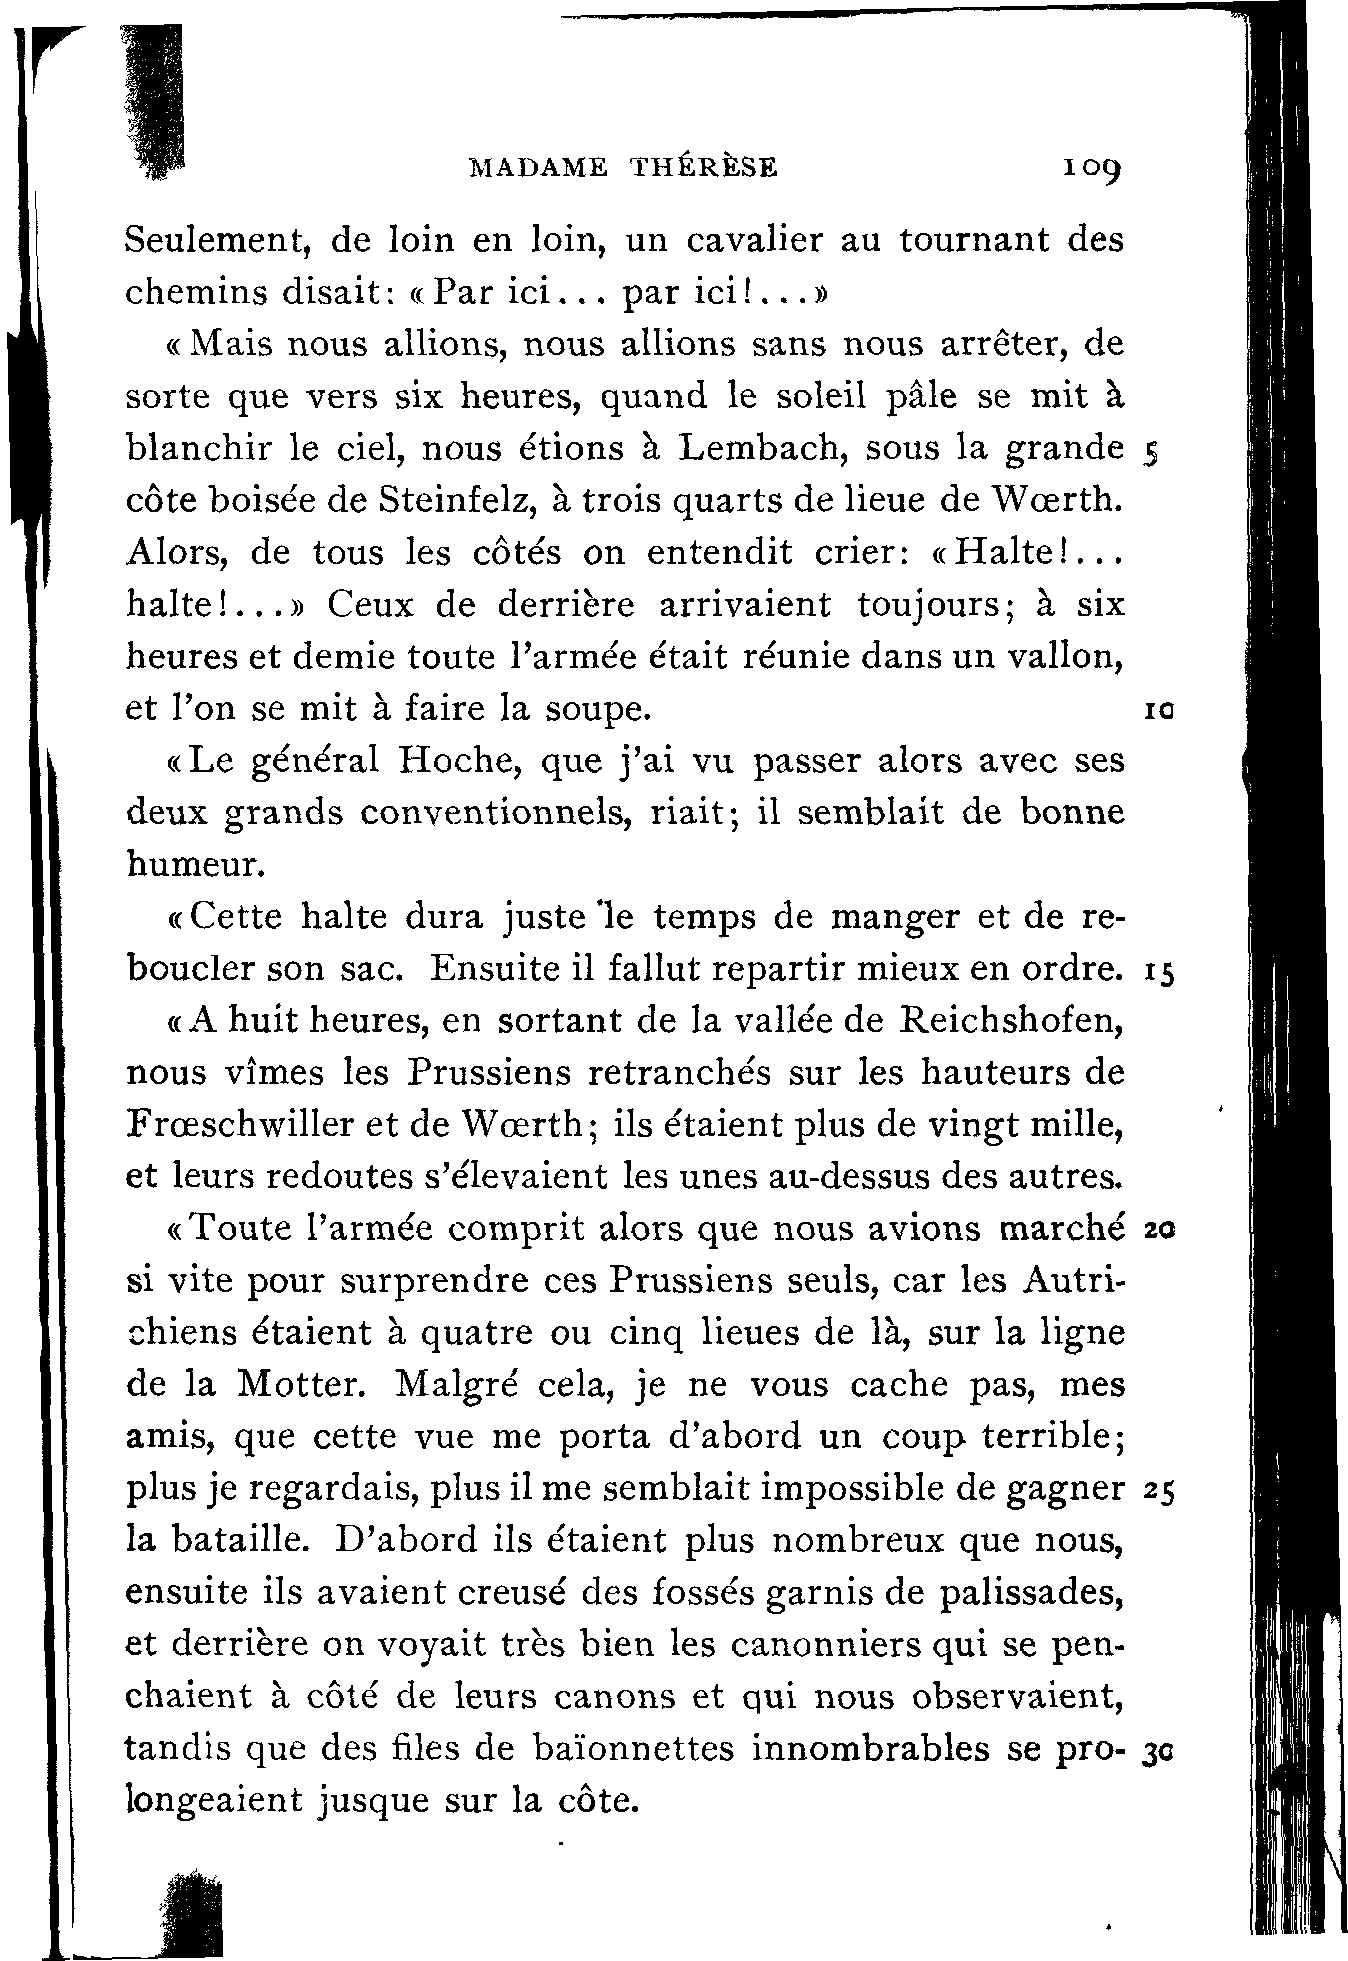 MADAME THÉRÈSE 109
Seulement, de loin en loin, un cavalier au tournant des
chemins disait: «Par ici... par ici!...»
«Mais nous allions, nous allions sans nous arrêter, de
sorte que vers six heures, quand le soleil pâle se mit à
blanchir le ciel, nous étions à Lembach, sous la grande 5
côte boisée de Steinfelz, à trois quarts de lieue de Wœrth.
Alors, de tous les côtés on entendit crier: «Halte!...
halte!...» Ceux de derrière arrivaient toujours; à six
heures et demie toute l'armée était réunie dans un vallon,
et l'on se mit à faire la soupe. 10
«Le général Hoche, que j'ai vu passer alors avec ses
deux grands conventionnels, riait; il semblait de bonne
humeur.
«Cette halte dura juste le temps de manger et de re-
boucler son sac. Ensuite il fallut repartir mieux en ordre. 15
«A huit heures, en sortant de la vallée de Reichshofen,
nous vîmes les Prussiens retranchés sur les hauteurs de
Frœschwiller et de Wœrth; ils étaient plus de vingt mille,
et leurs redoutes s'élevaient les unes au-dessus des autres.
«Toute l'armée comprit alors que nous avions marché 20
si vite pour surprendre ces Prussiens seuls, car les Autri-
chiens étaient à quatre ou cinq lieues de là, sur la ligne
de la Motter. Malgré cela, je ne vous cache pas, mes
amis, que cette vue me porta d'abord un coup terrible;
plus je regardais, plus il me semblait impossible de gagner 25
la bataille. D'abord ils étaient plus nombreux que nous,
ensuite ils avaient creusé des fossés garnis de palissades,
et derrière on voyait très bien les canonniers qui se pen-
chaient à côté de leurs canons et qui nous observaient,
tandis que des files de baïonnettes innombrables se pro- 30
longeaient jusque sur la côte.